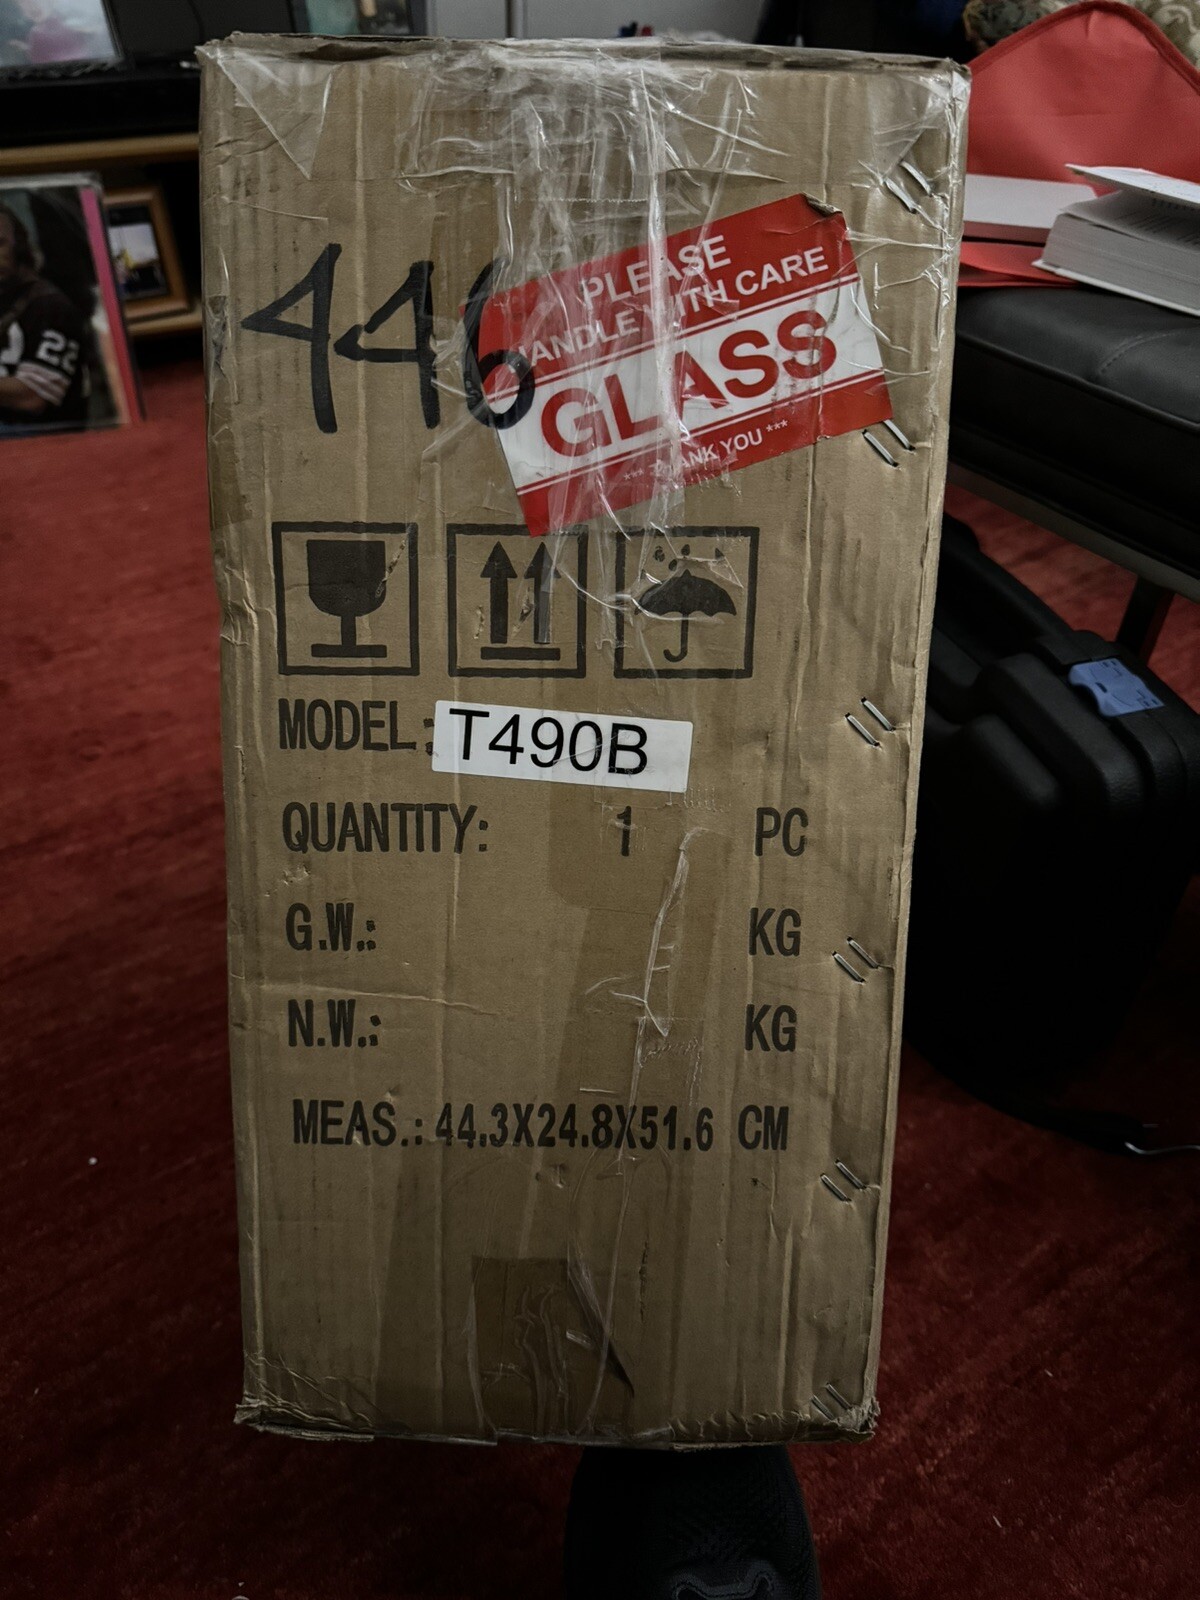 446
PLEASE
HANDLE WITH CARE
GLASS
*** THANK YOU ***
MODEL: T490B
QUANTITY: 1 PC
G.W.: KG
N.W.: KG
MEAS.: 44.3X24.8X51.6 CM
22